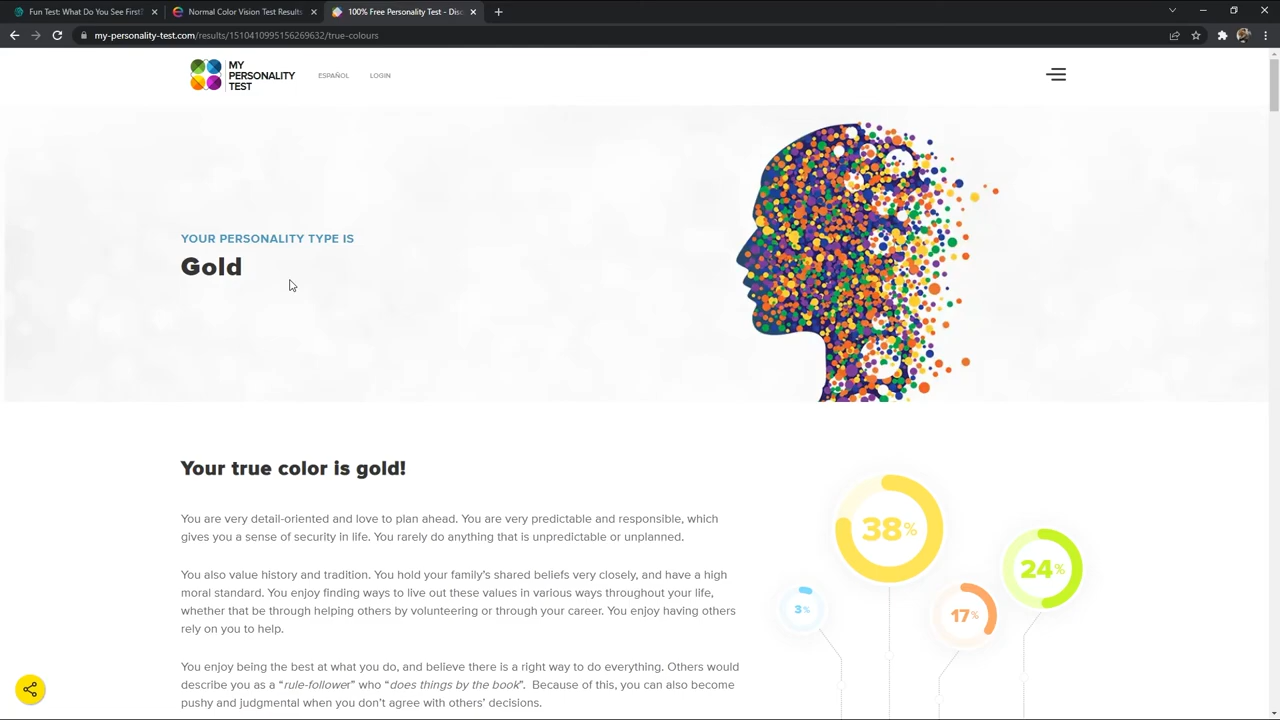 Fun Test: What Do You See First?
Normal Color Vision Test Results
100% Free Personality Test - Dis
my-personality-test.com/results/1510410995156269632/true-colours
MY
PERSONALITY
TEST
ESPAÑOL
LOGIN
YOUR PERSONALITY TYPE IS
Gold
Your true color is gold!
You are very detail-oriented and love to plan ahead. You are very predictable and responsible, which
gives you a sense of security in life. You rarely do anything that is unpredictable or unplanned.
You also value history and tradition. You hold your family’s shared beliefs very closely, and have a high
moral standard. You enjoy finding ways to live out these values in various ways throughout your life,
whether that be through helping others by volunteering or through your career. You enjoy having others
rely on you to help.
You enjoy being the best at what you do, and believe there is a right way to do everything. Others would
describe you as a “rule-follower” who “does things by the book”. Because of this, you can also become
pushy and judgmental when you don’t agree with others’ decisions.
38%
24%
3%
17%